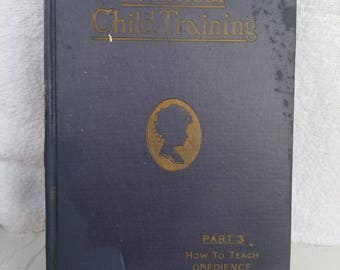 Child Training
PART 3
HOW TO TEACH
OBEDIENCE